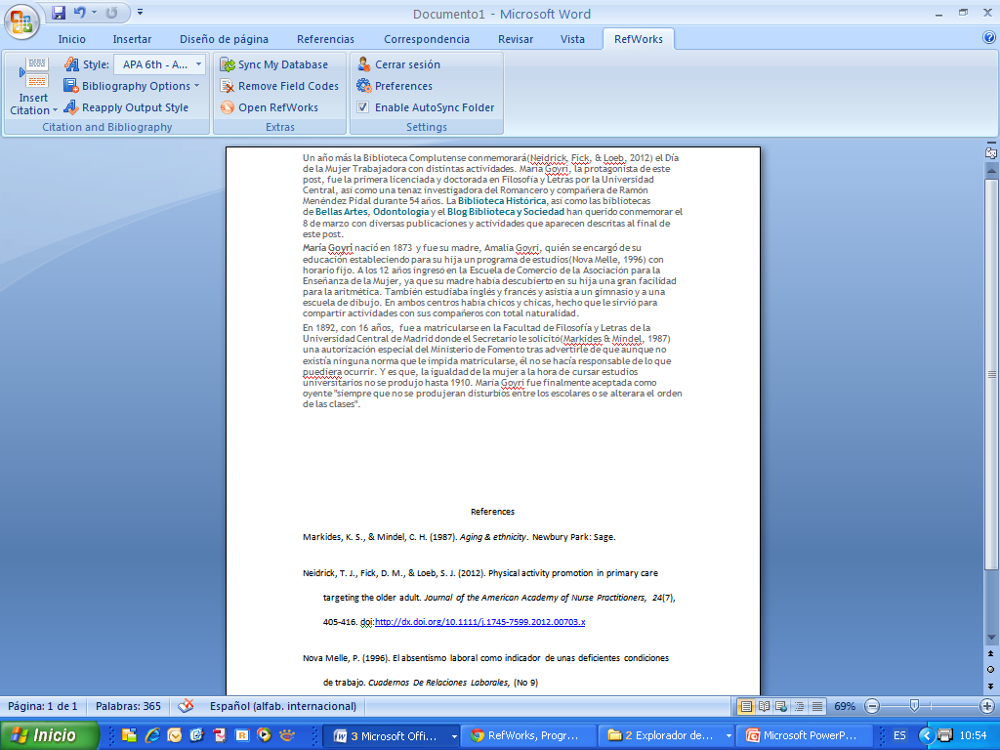 Documento1 - Microsoft Word
Inicio Insertar Diseño de página Referencias Correspondencia Revisar Vista RefWorks
Insert Citation
Style: APA 6th - A...
Bibliography Options
Reapply Output Style
Citation and Bibliography
Sync My Database
Remove Field Codes
Open RefWorks
Extras
Cerrar sesión
Preferences
Enable AutoSync Folder
Settings
Un año más la Biblioteca Complutense conmemorará(Neidrick, Fick, & Loeb, 2012) el Día
de la Mujer Trabajadora con distintas actividades. María Goyri, la protagonista de este
post, fue la primera licenciada y doctorada en Filosofía y Letras por la Universidad
Central, así como una tenaz investigadora del Romancero y compañera de Ramón
Menéndez Pidal durante 54 años. La Biblioteca Histórica, así como las bibliotecas
de Bellas Artes, Odontología y el Blog Biblioteca y Sociedad han querido conmemorar el
8 de marzo con diversas publicaciones y actividades que aparecen descritas al final de
este post.
María Goyri nació en 1873 y fue su madre, Amalia Goyri, quién se encargó de su
educación estableciendo para su hija un programa de estudios(Nova Melle, 1996) con
horario fijo. A los 12 años ingresó en la Escuela de Comercio de la Asociación para la
Enseñanza de la Mujer, ya que su madre había descubierto en su hija una gran facilidad
para la aritmética. También estudiaba inglés y francés y asistía a un gimnasio y a una
escuela de dibujo. En ambos centros había chicos y chicas, hecho que le sirvió para
compartir actividades con sus compañeros con total naturalidad.
En 1892, con 16 años, fue a matricularse en la Facultad de Filosofía y Letras de la
Universidad Central de Madrid donde el Secretario le solicitó(Markides & Mindel, 1987)
una autorización especial del Ministerio de Fomento tras advertirle de que aunque no
existía ninguna norma que le impida matricularse, él no se hacía responsable de lo que
puediera ocurrir. Y es que, la igualdad de la mujer a la hora de cursar estudios
universitarios no se produjo hasta 1910. María Goyri fue finalmente aceptada como
oyente "siempre que no se produjeran disturbios entre los escolares o se alterara el orden
de las clases".
References
Markides, K. S., & Mindel, C. H. (1987). Aging & ethnicity. Newbury Park: Sage.
Neidrick, T. J., Fick, D. M., & Loeb, S. J. (2012). Physical activity promotion in primary care
targeting the older adult. Journal of the American Academy of Nurse Practitioners, 24(7),
405-416. doi:http://dx.doi.org/10.1111/j.1745-7599.2012.00703.x
Nova Melle, P. (1996). El absentismo laboral como indicador de unas deficientes condiciones
de trabajo. Cuadernos De Relaciones Laborales, (No 9)
Página: 1 de 1 Palabras: 365 Español (alfab. internacional) 69%
Inicio 3 Microsoft Offi... RefWorks, Progr... 2 Explorador de... Microsoft PowerP... ES 10:54